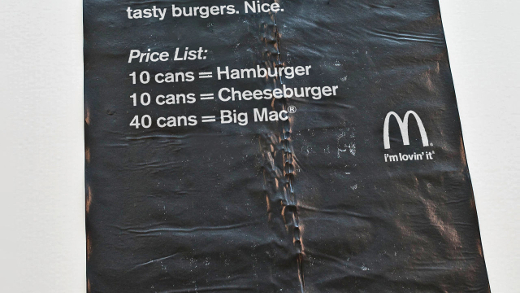 tasty burgers. Nice.
Price List:
10 cans = Hamburger
10 cans = Cheeseburger
40 cans = Big Mac®
i'm lovin' it®